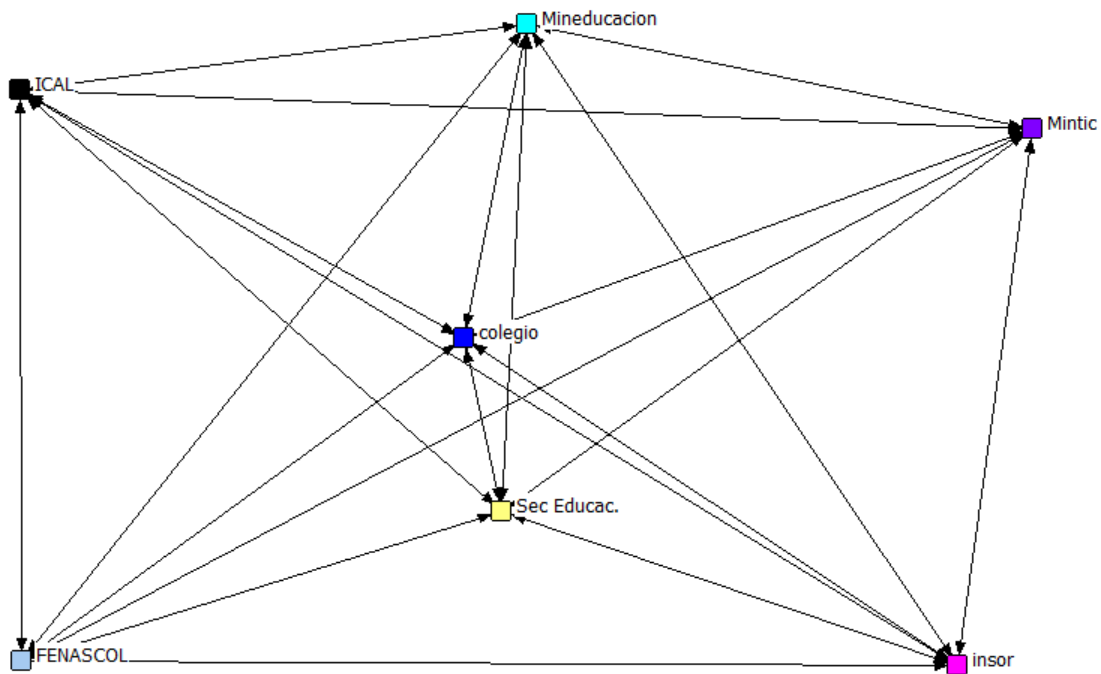 Mineducacion
ICAL
Mintic
colegio
Sec Educac.
FENASCOL
insor